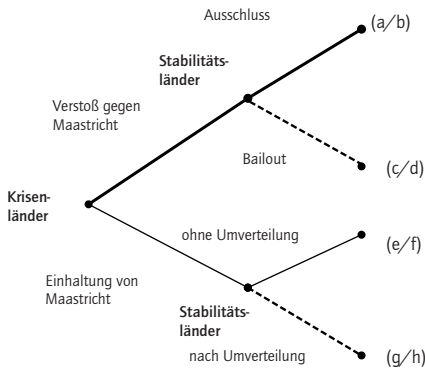 Ausschluss
(a/b)
Stabilitäts-
länder
Verstoß gegen
Maastricht
Bailout
(c/d)
Krisen-
länder
ohne Umverteilung
(e/f)
Einhaltung von
Maastricht
Stabilitäts-
länder
nach Umverteilung
(g/h)